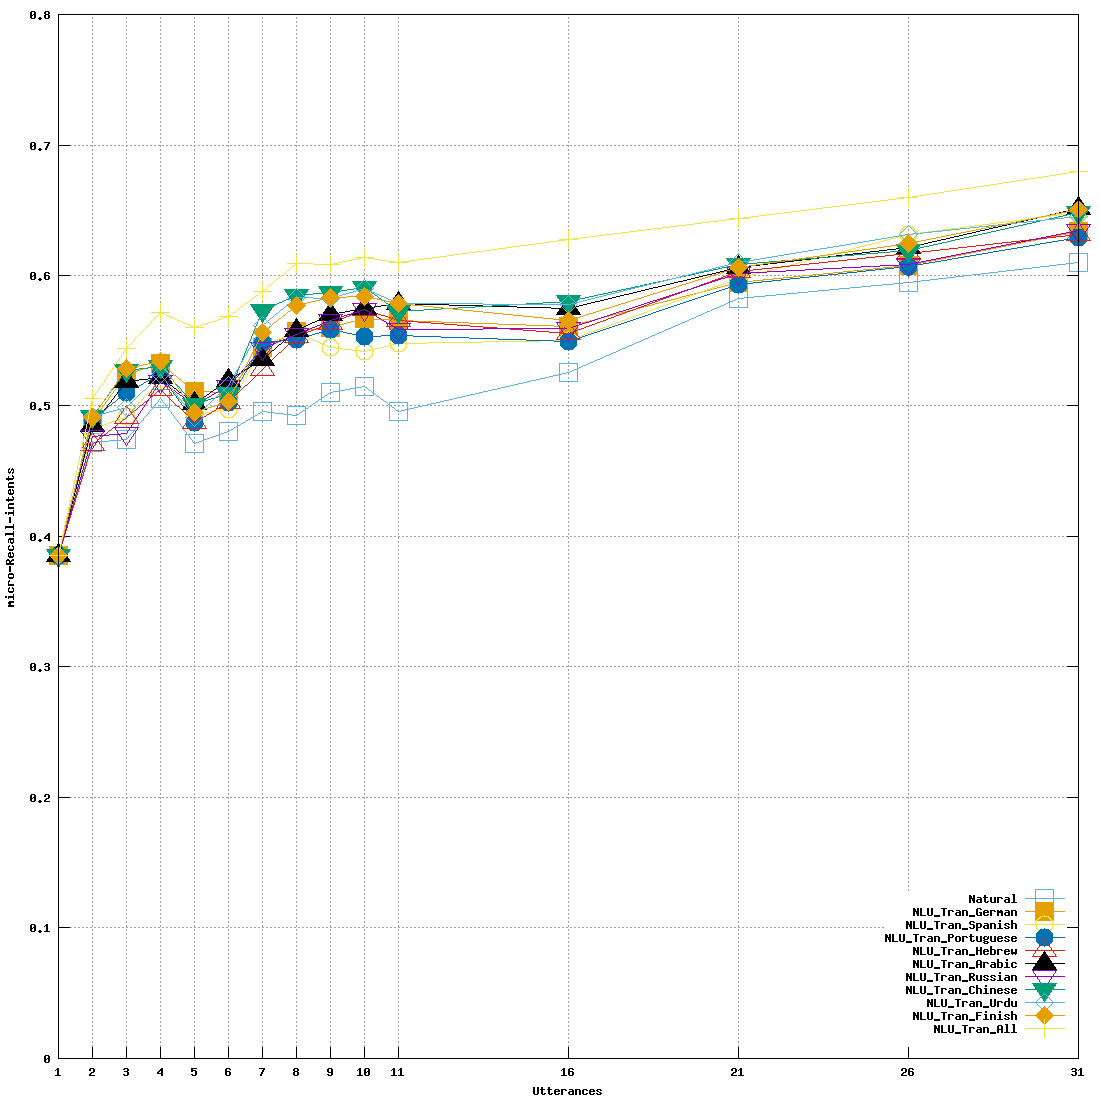 0.8
0.7
0.6
0.5
0.4
0.3
0.2
0.1
0
micro-Recall-intents
1 2 3 4 5 6 7 8 9 10 11 16 21 26 31
Utterances
Natural
NLU_Tran_German
NLU_Tran_Spanish
NLU_Tran_Portuguese
NLU_Tran_Hebrew
NLU_Tran_Arabic
NLU_Tran_Russian
NLU_Tran_Chinese
NLU_Tran_Urdu
NLU_Tran_Finish
NLU_Tran_All